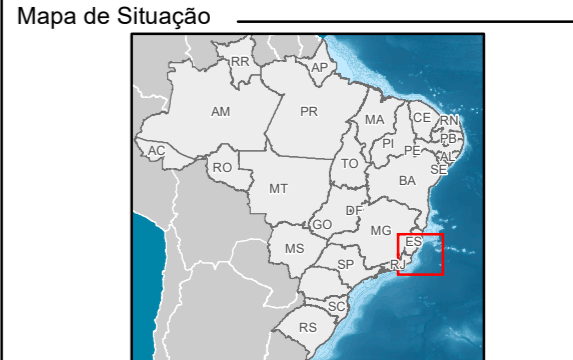 Mapa de Situação
RR
AP
AM
PR
MA
CE
RN
PB
PI
PE
AL
AC
RO
TO
SE
BA
MT
DF
GO
MG
MS
ES
SP
RJ
SC
RS